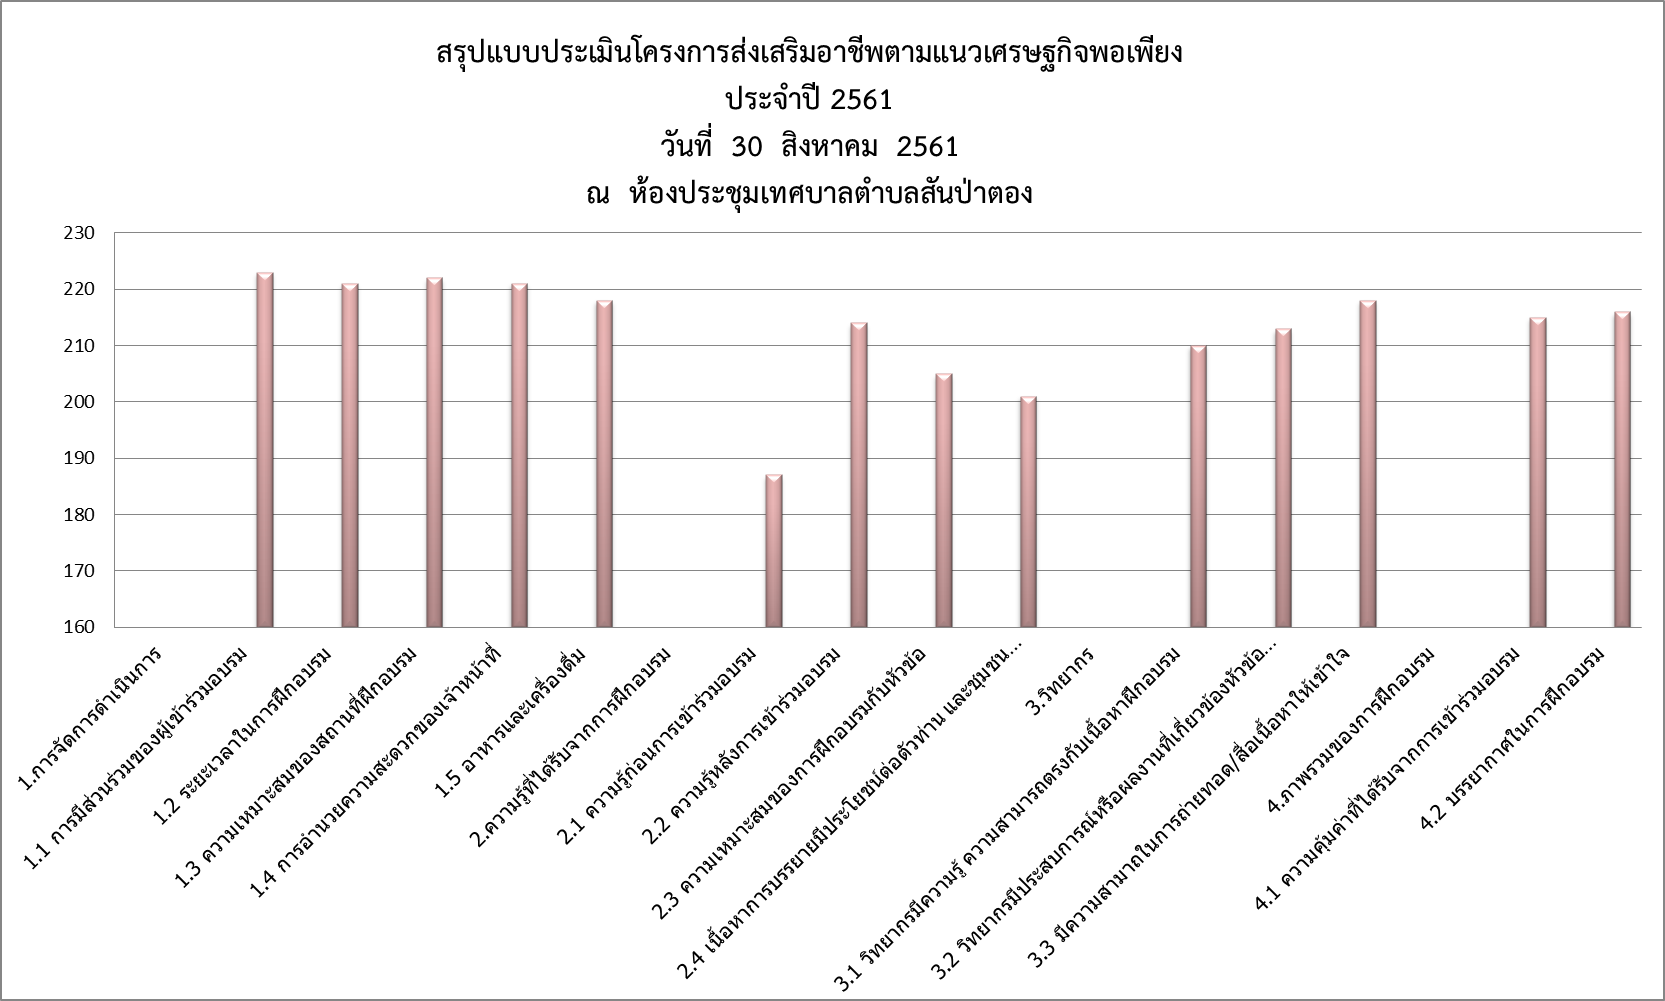 สรุปแบบประเมินโครงการส่งเสริมอาชีพตามแนวเศรษฐกิจพอเพียง
ประจำปี 2561
วันที่ 30 สิงหาคม 2561
ณ ห้องประชุมเทศบาลตำบลสันป่าตอง
230
220
210
200
190
180
170
160
1.การจัดการดำเนินการ
1.1 การมีส่วนร่วมของผู้เข้าร่วมอบรม
1.2 ระยะเวลาในการฝึกอบรม
1.3 ความเหมาะสมของสถานที่ฝึกอบรม
1.4 การอำนวยความสะดวกของเจ้าหน้าที่
1.5 อาหารและเครื่องดื่ม
2.ความรู้ที่ได้รับจากการฝึกอบรม
2.1 ความรู้ก่อนการเข้าร่วมอบรม
2.2 ความรู้หลังการเข้าร่วมอบรม
2.3 ความเหมาะสมของการฝึกอบรมกับหัวข้อ
2.4 เนื้อหาการบรรยายมีประโยชน์ต่อตัวท่าน และชุมชน...
3.วิทยากร
3.1 วิทยากรมีความรู้ ความสามารถตรงกับเนื้อหาฝึกอบรม
3.2 วิทยากรมีประสบการณ์หรือผลงานที่เกี่ยวข้องหัวข้อ...
3.3 มีความสามาถในการถ่ายทอด/สื่อเนื้อหาให้เข้าใจ
4.ภาพรวมของการฝึกอบรม
4.1 ความคุ้มค่าที่ได้รับจากการเข้าร่วมอบรม
4.2 บรรยากาศในการฝึกอบรม